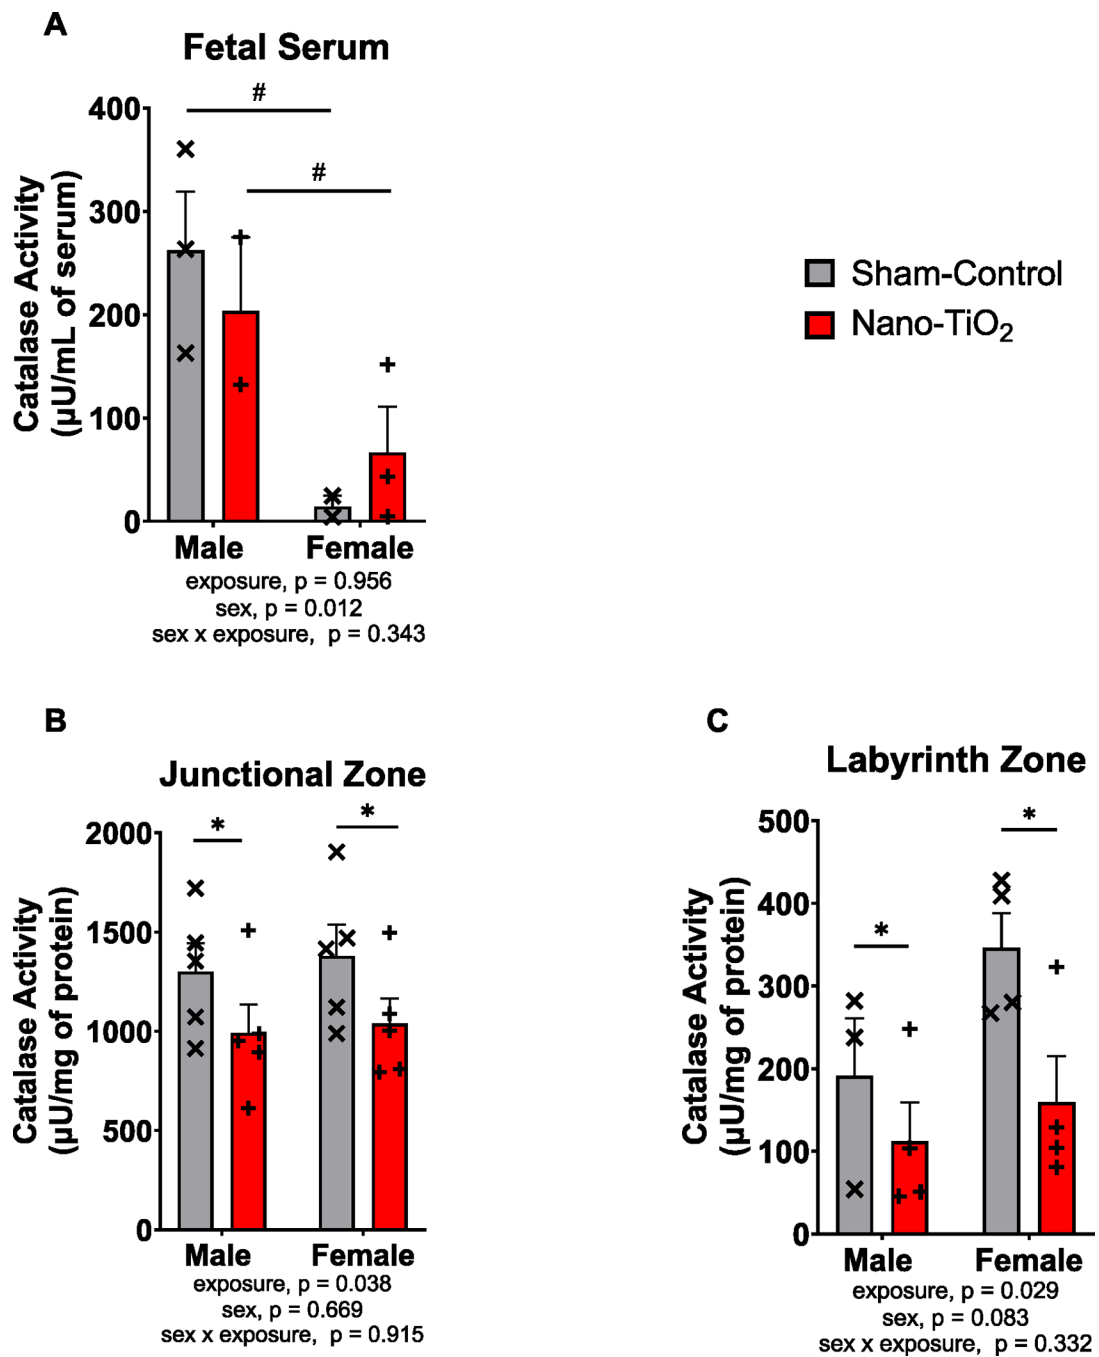 A
Fetal Serum
#
#
400
300
200
100
0
Catalase Activity
(µU/mL of serum)
Male
Female
exposure, p = 0.956
sex, p = 0.012
sex x exposure,  p = 0.343
Sham-Control
Nano-TiO₂
B
Junctional Zone
*
*
2000
1500
1000
500
0
Catalase Activity
(µU/mg of protein)
Male
Female
exposure, p = 0.038
sex, p = 0.669
sex x exposure,  p = 0.915
C
Labyrinth Zone
*
*
500
400
300
200
100
0
Catalase Activity
(µU/mg of protein)
Male
Female
exposure, p = 0.029
sex, p = 0.083
sex x exposure,  p = 0.332